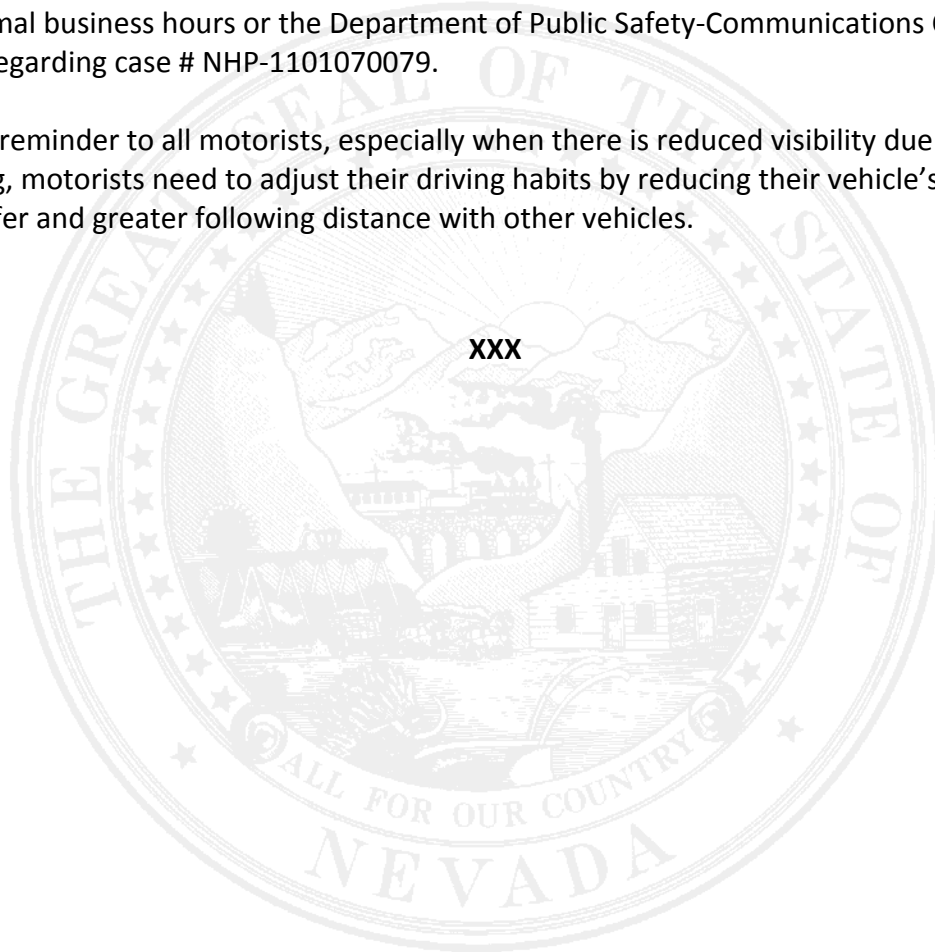 mal business hours or the Department of Public Safety-Communications
egarding case # NHP-1101070079.
reminder to all motorists, especially when there is reduced visibility due
g, motorists need to adjust their driving habits by reducing their vehicle’s
fer and greater following distance with other vehicles.
XXX
THE GREAT SEAL OF THE STATE OF
ALL FOR OUR COUNTRY
NEVADA